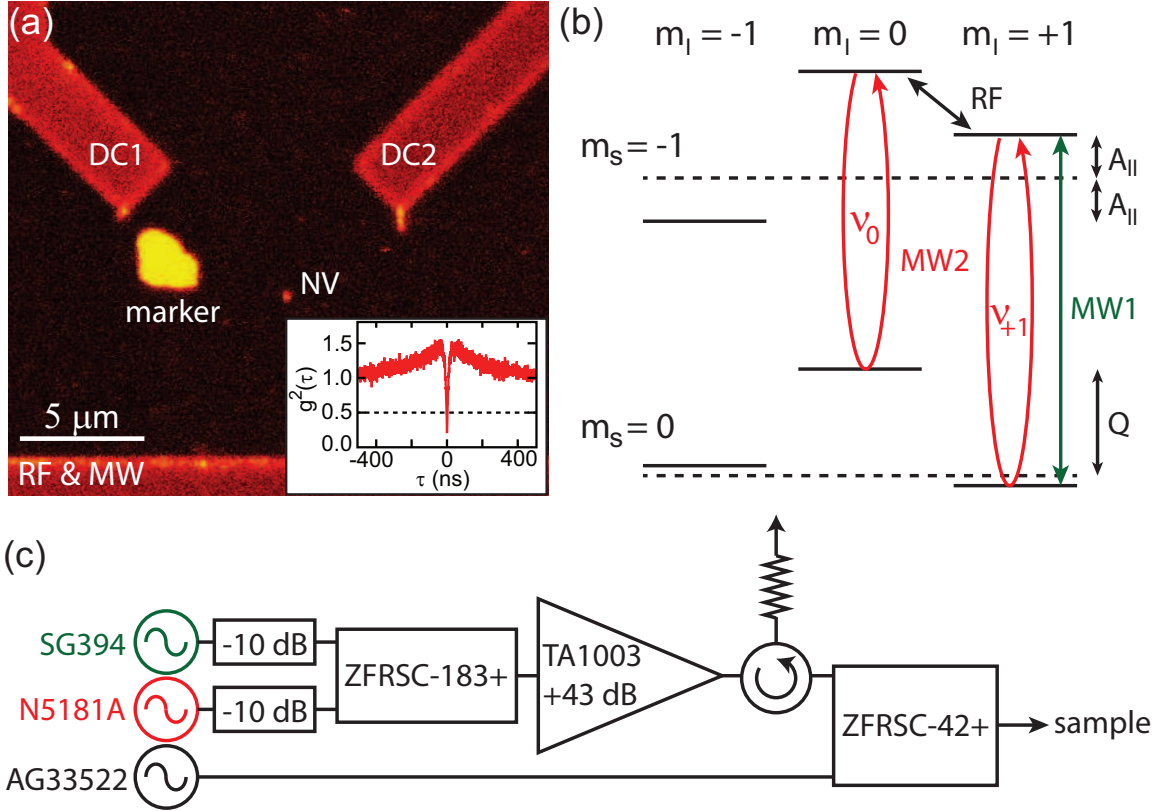 (a)
DC1
DC2
marker
NV
5 μm
RF & MW
g²(τ)
1.5
1.0
0.5
0.0
-400
0
400
τ (ns)
(b)
m_I = -1
m_I = 0
m_I = +1
RF
m_s = -1
A_II
A_II
ν_0
MW2
ν_+1
MW1
m_s = 0
Q
(c)
SG394
-10 dB
N5181A
-10 dB
AG33522
ZFRSC-183+
TA1003
+43 dB
ZFRSC-42+
sample